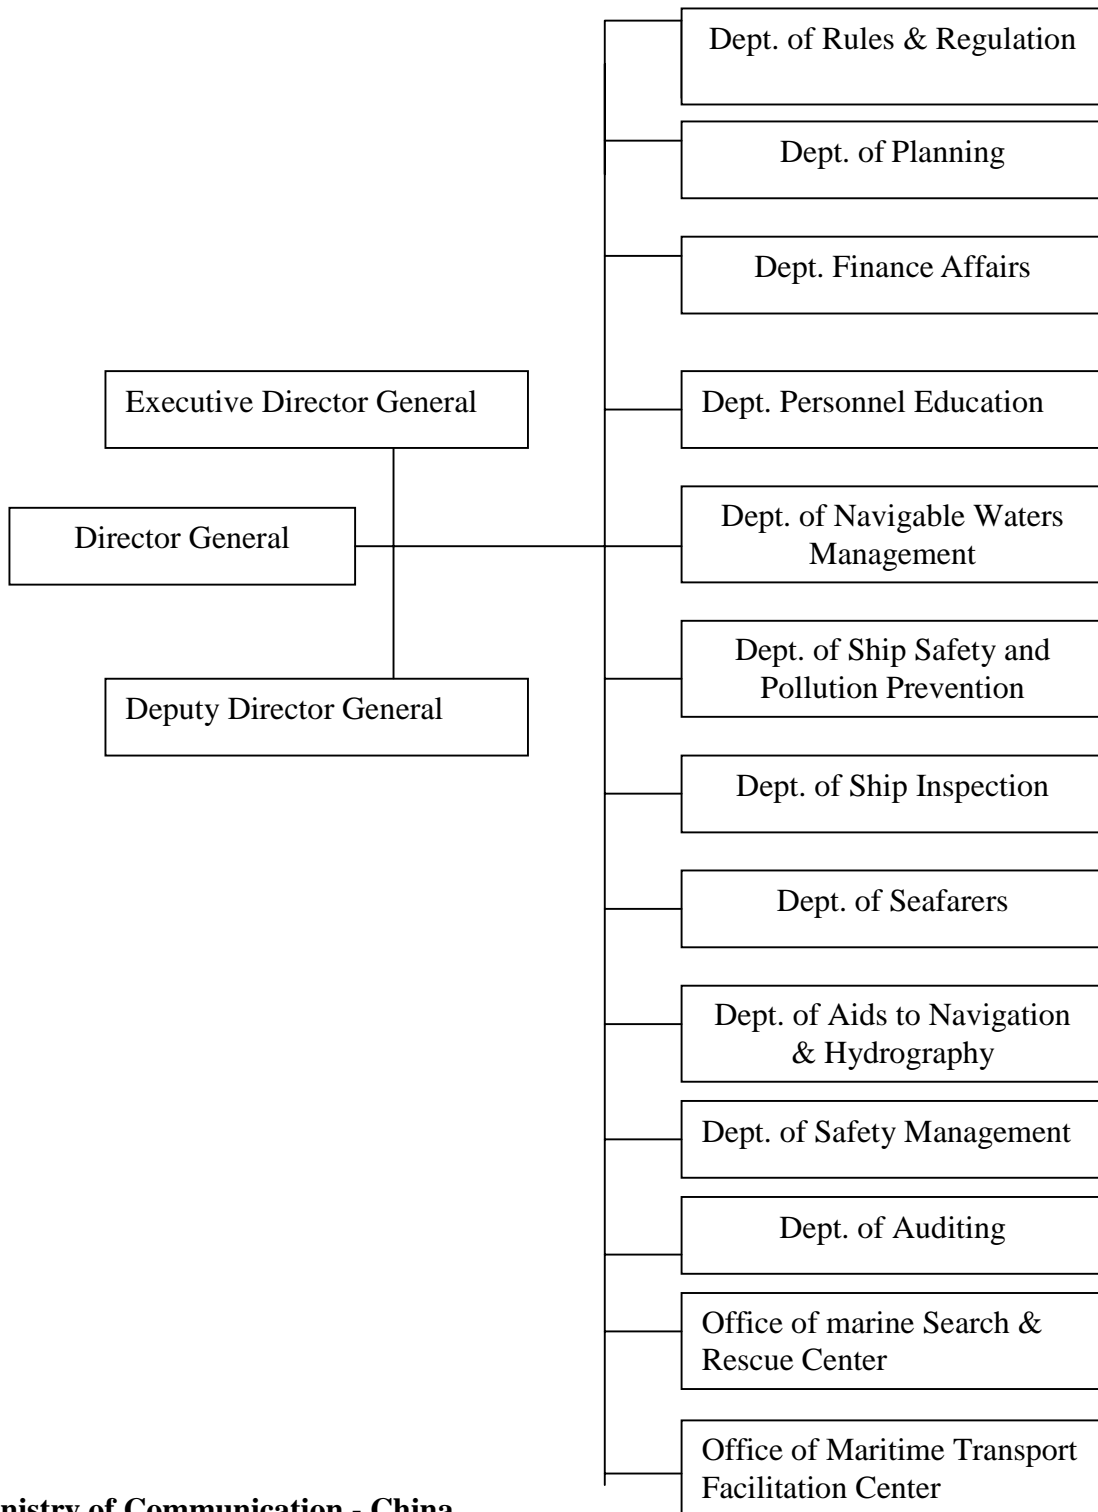 Dept. of Rules & Regulation
Dept. of Planning
Dept. Finance Affairs
Executive Director General
Dept. Personnel Education
Director General
Dept. of Navigable Waters
Management
Deputy Director General
Dept. of Ship Safety and
Pollution Prevention
Dept. of Ship Inspection
Dept. of Seafarers
Dept. of Aids to Navigation
& Hydrography
Dept. of Safety Management
Dept. of Auditing
Office of marine Search &
Rescue Center
Office of Maritime Transport
Facilitation Center
of Communication - China